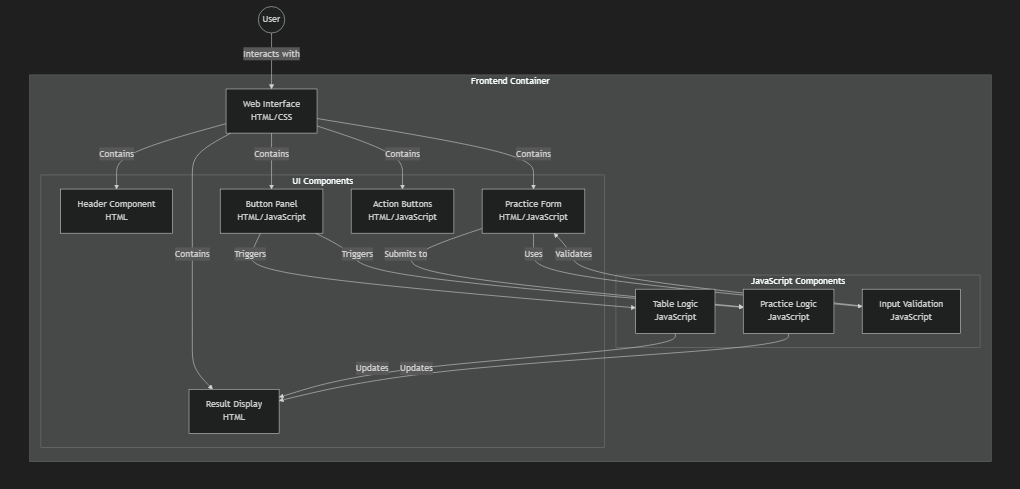 User
Interacts with
Frontend Container
Web Interface
HTML/CSS
Contains
Contains
Contains
Contains
UI Components
Header Component
HTML
Button Panel
HTML/JavaScript
Action Buttons
HTML/JavaScript
Practice Form
HTML/JavaScript
Contains
Triggers
Triggers
Submits to
Uses
Validates
JavaScript Components
Table Logic
JavaScript
Practice Logic
JavaScript
Input Validation
JavaScript
Updates
Updates
Result Display
HTML